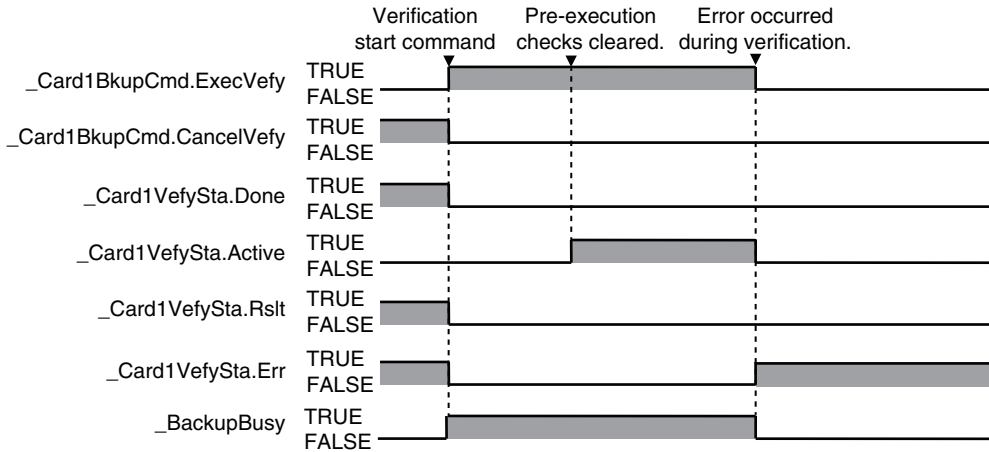 Verification
start command
Pre-execution
checks cleared.
Error occurred
during verification.
_Card1BkupCmd.ExecVefy
TRUE
FALSE
_Card1BkupCmd.CancelVefy
TRUE
FALSE
_Card1VefySta.Done
TRUE
FALSE
_Card1VefySta.Active
TRUE
FALSE
_Card1VefySta.Rslt
TRUE
FALSE
_Card1VefySta.Err
TRUE
FALSE
_BackupBusy
TRUE
FALSE